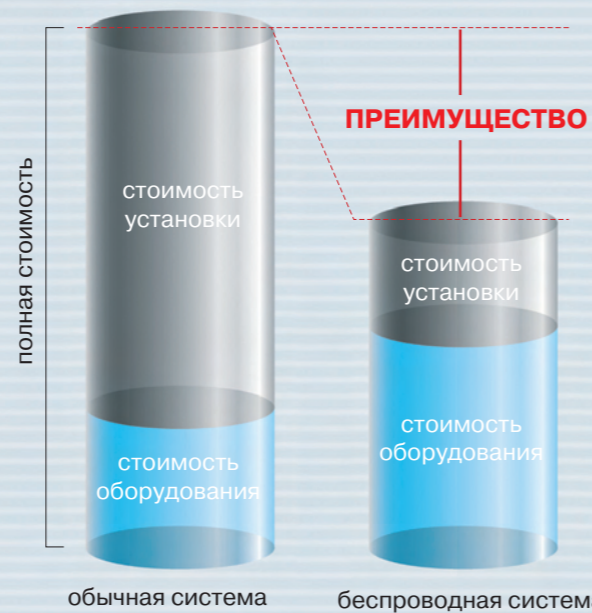 полная стоимость
стоимость
установки
стоимость
оборудования
обычная система
ПРЕИМУЩЕСТВО
стоимость
установки
стоимость
оборудования
беспроводная систем